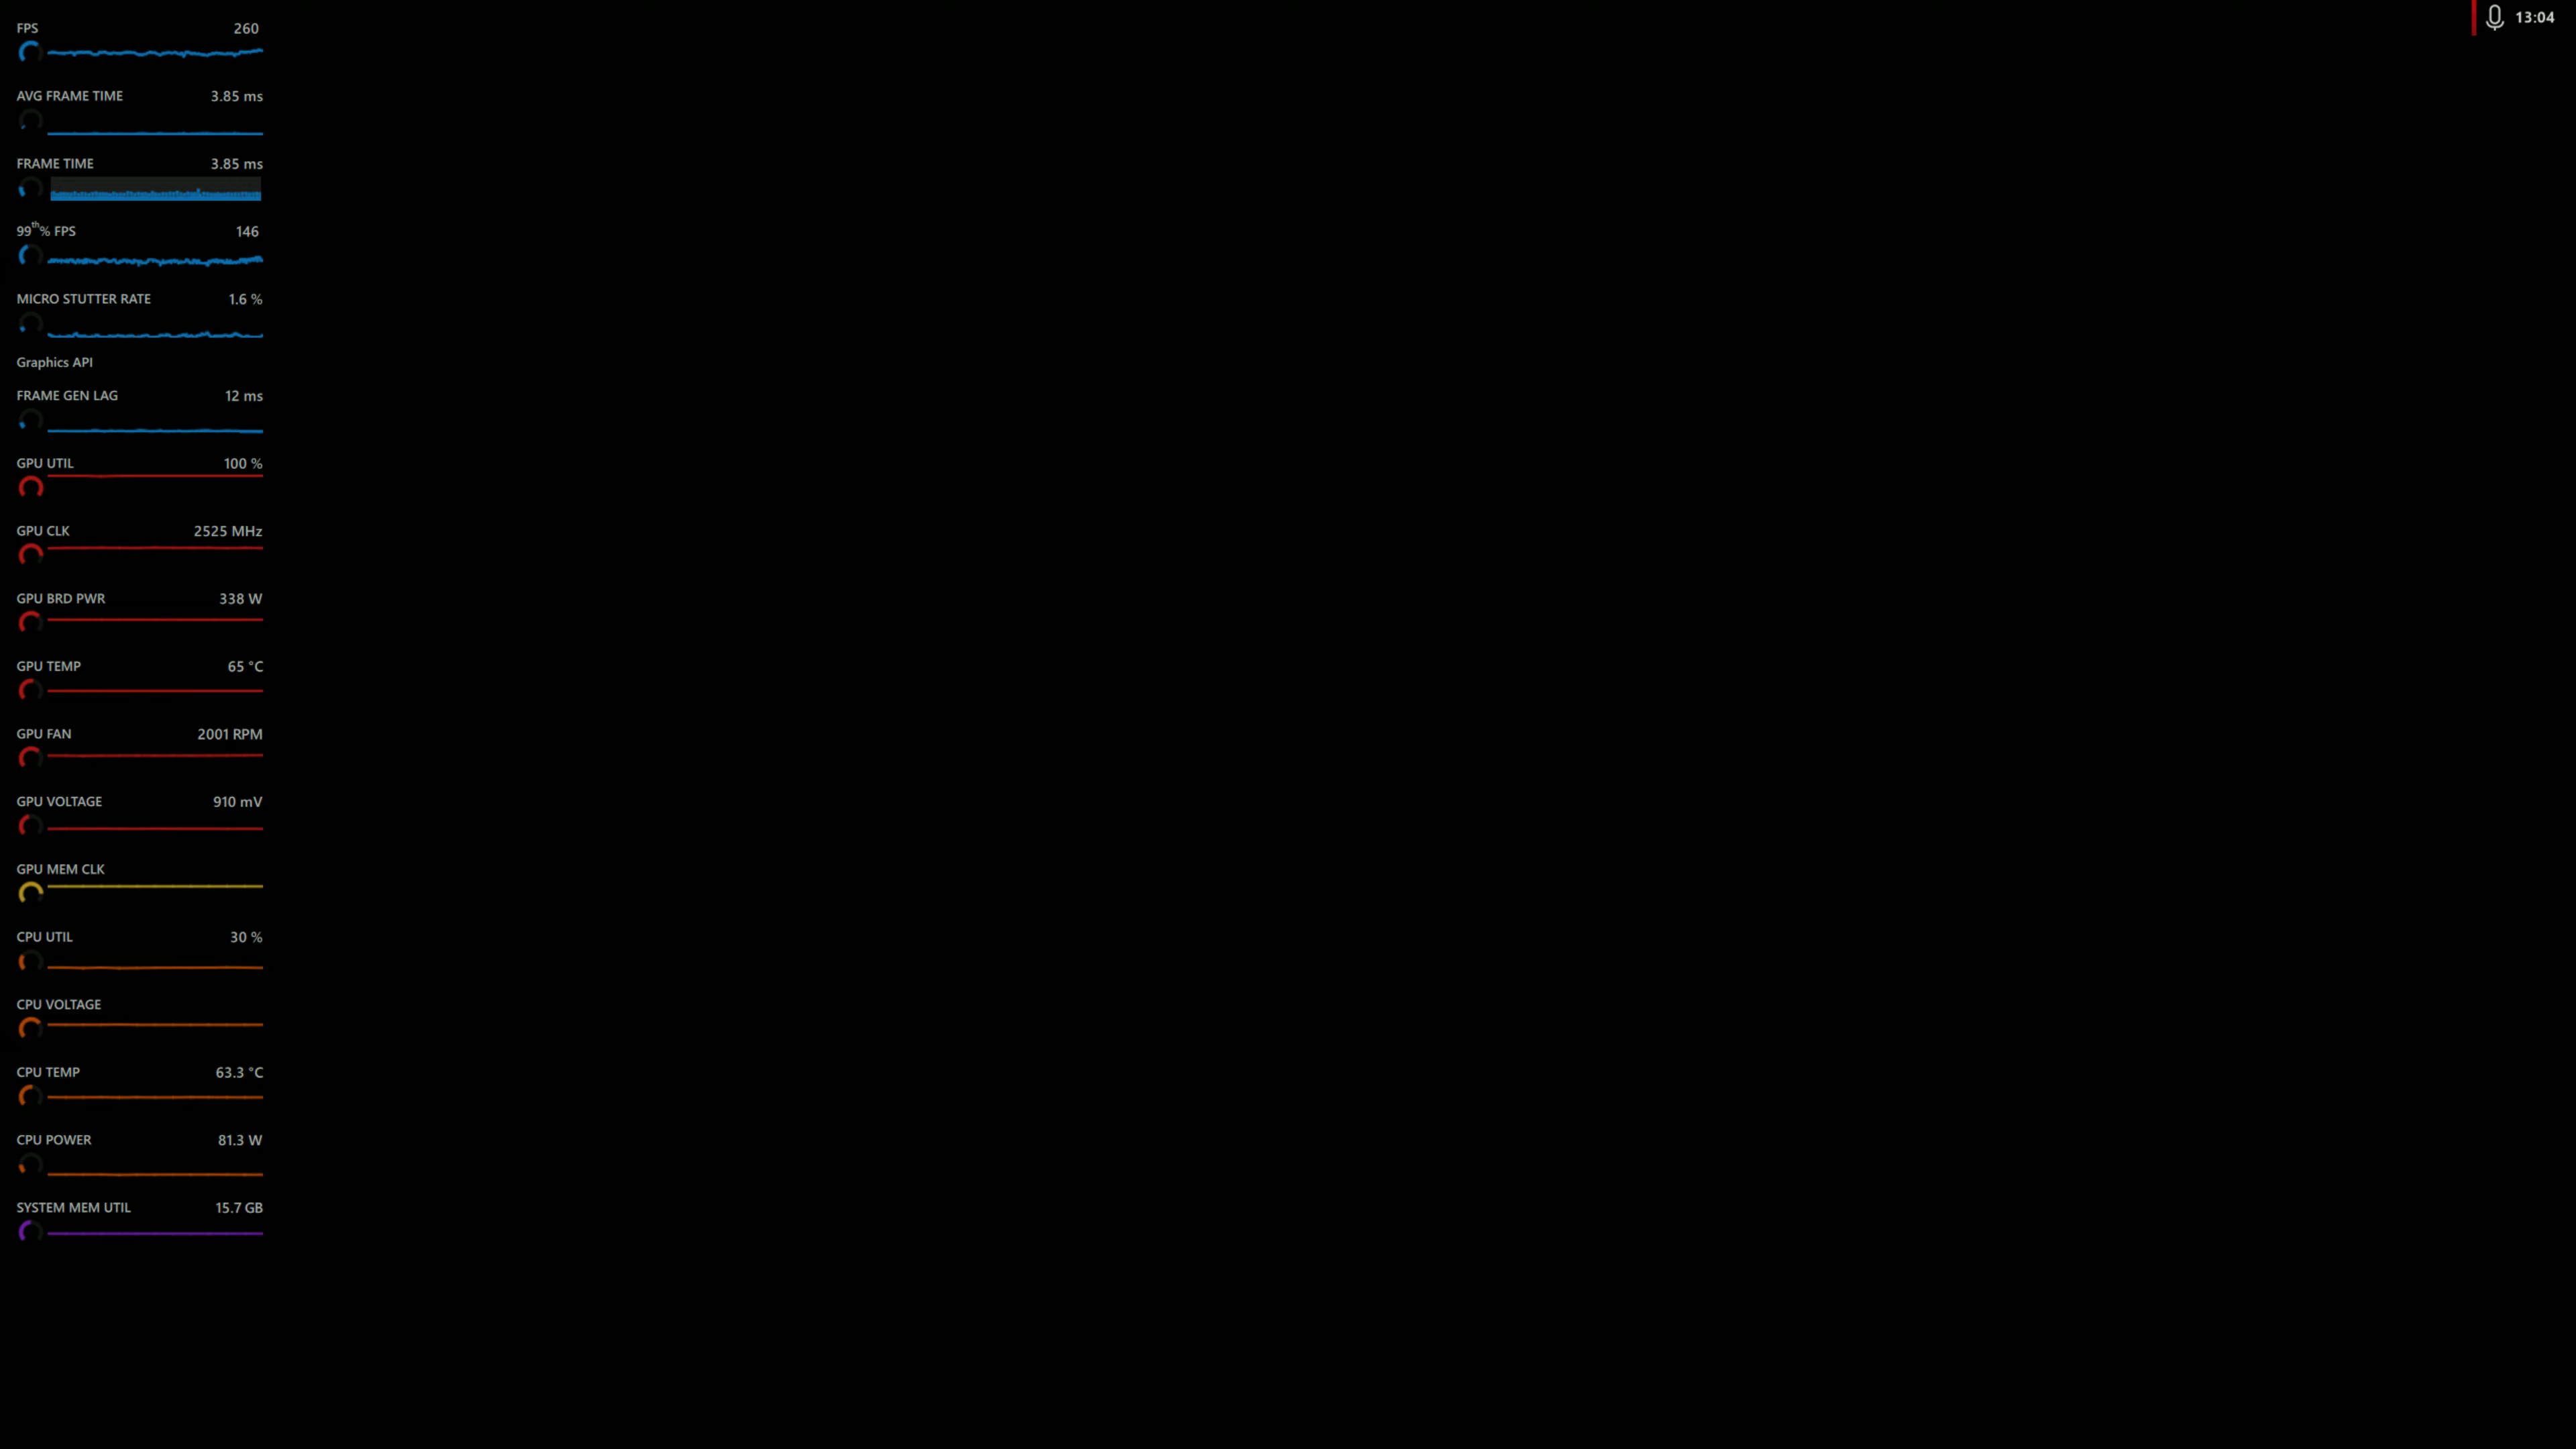 FPS 260
13:04
AVG FRAME TIME 3.85 ms
FRAME TIME 3.85 ms
99th% FPS 146
MICRO STUTTER RATE 1.6 %
Graphics API
FRAME GEN LAG 12 ms
GPU UTIL 100 %
GPU CLK 2525 MHz
GPU BRD PWR 338 W
GPU TEMP 65 °C
GPU FAN 2001 RPM
GPU VOLTAGE 910 mV
GPU MEM CLK
CPU UTIL 30 %
CPU VOLTAGE
CPU TEMP 63.3 °C
CPU POWER 81.3 W
SYSTEM MEM UTIL 15.7 GB